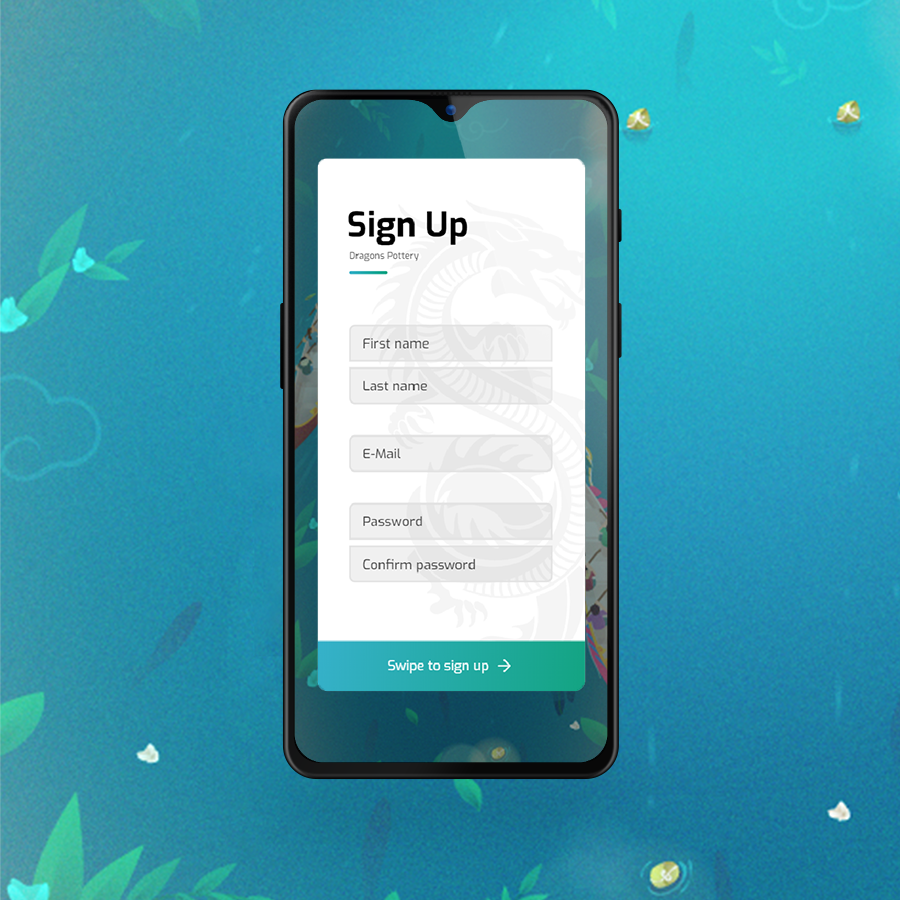 Sign Up
Dragons Pottery
First name
Last name
E-Mail
Password
Confirm password
Swipe to sign up →